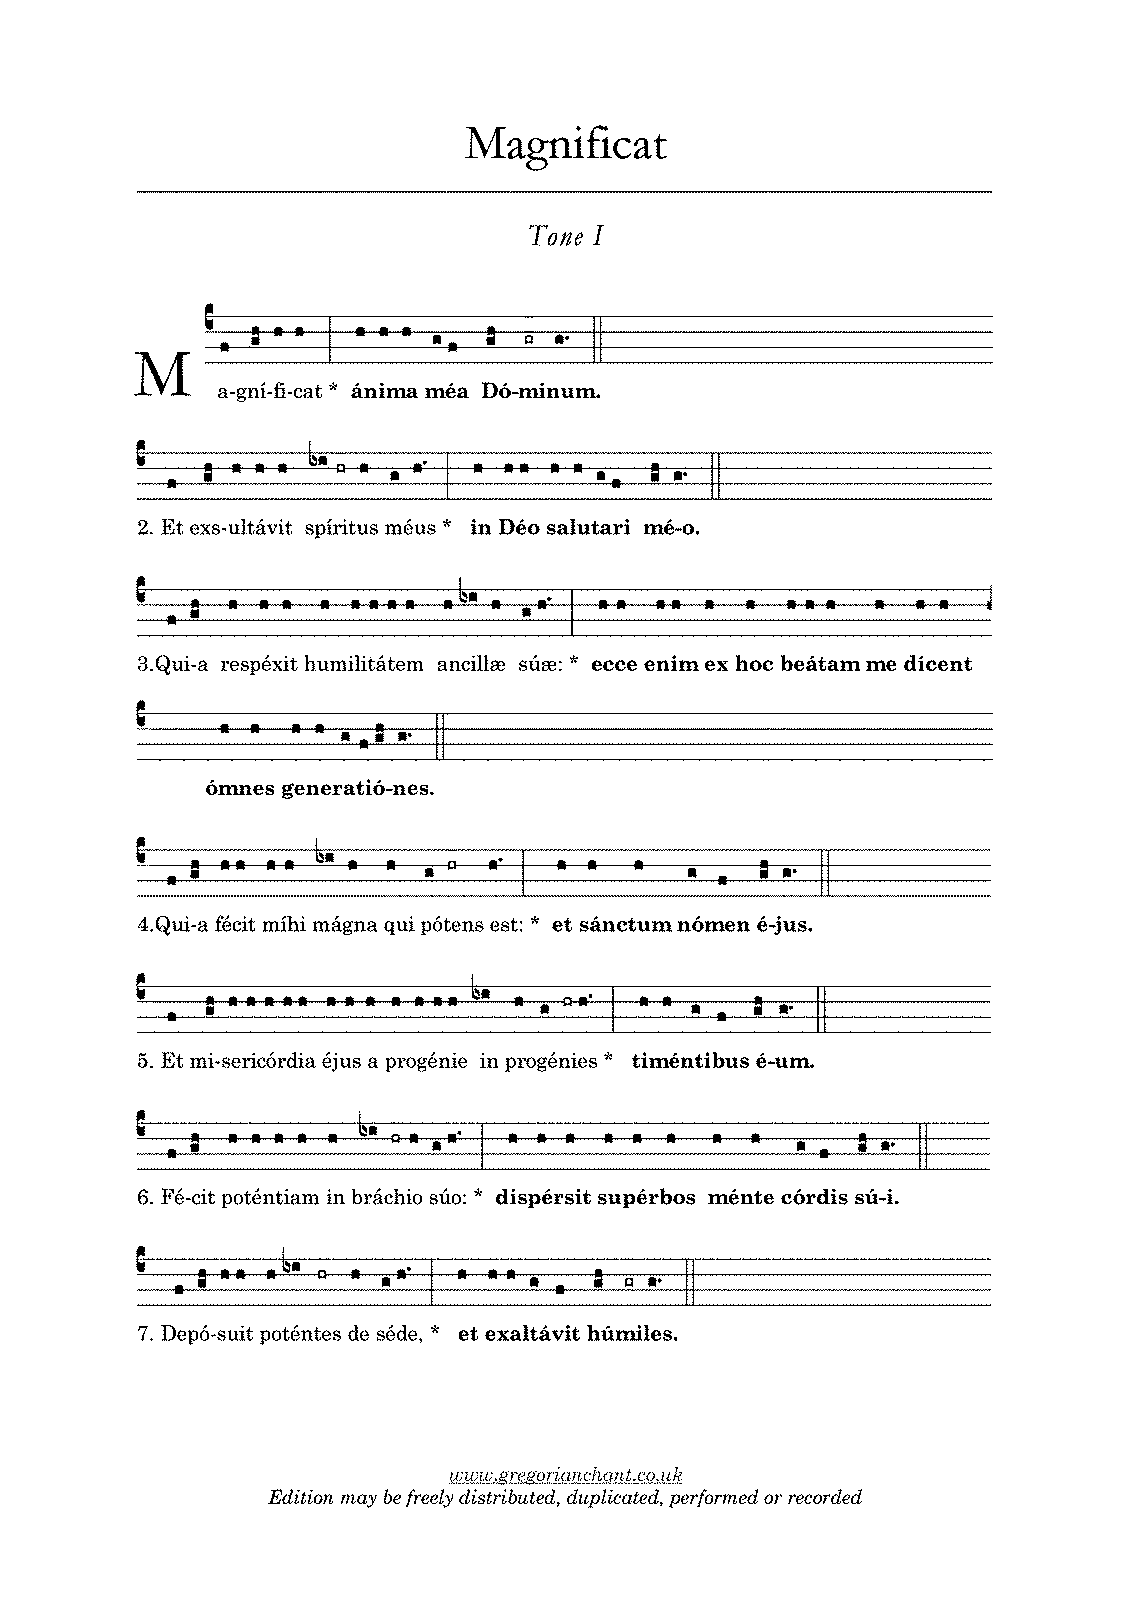 Magnificat
Tone I
Ma-gní-fi-cat * ánima méa Dó-minum.
2. Et exs-ultávit spíritus méus * in Déo salutari mé-o.
3.Qui-a respéxit humilitátem ancillæ súæ: * ecce enim ex hoc beátam me dícent
ómnes generatió-nes.
4.Qui-a fécit míhi mágna qui pótens est: * et sánctum nómen é-jus.
5. Et mi-sericórdia éjus a progénie in progénies * timéntibus é-um.
6. Fé-cit poténtiam in bráchio súo: * dispérsit supérbos ménte córdis sú-i.
7. Depó-suit poténtes de séde, * et exaltávit húmiles.
www.gregorianchant.co.uk
Edition may be freely distributed, duplicated, performed or recorded